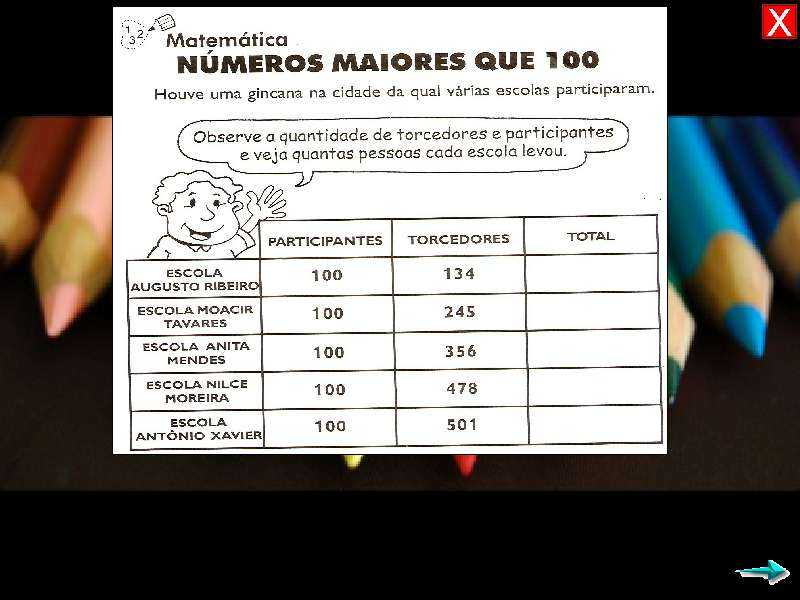 X
1 2 3
Matemática
NÚMEROS MAIORES QUE 100
Houve uma gincana na cidade da qual várias escolas participaram.
Observe a quantidade de torcedores e participantes
e veja quantas pessoas cada escola levou.
PARTICIPANTES TORCEDORES TOTAL
ESCOLA
AUGUSTO RIBEIRO 100 134
ESCOLA MOACIR
TAVARES 100 245
ESCOLA ANITA
MENDES 100 356
ESCOLA NILCE
MOREIRA 100 478
ESCOLA
ANTÔNIO XAVIER 100 501